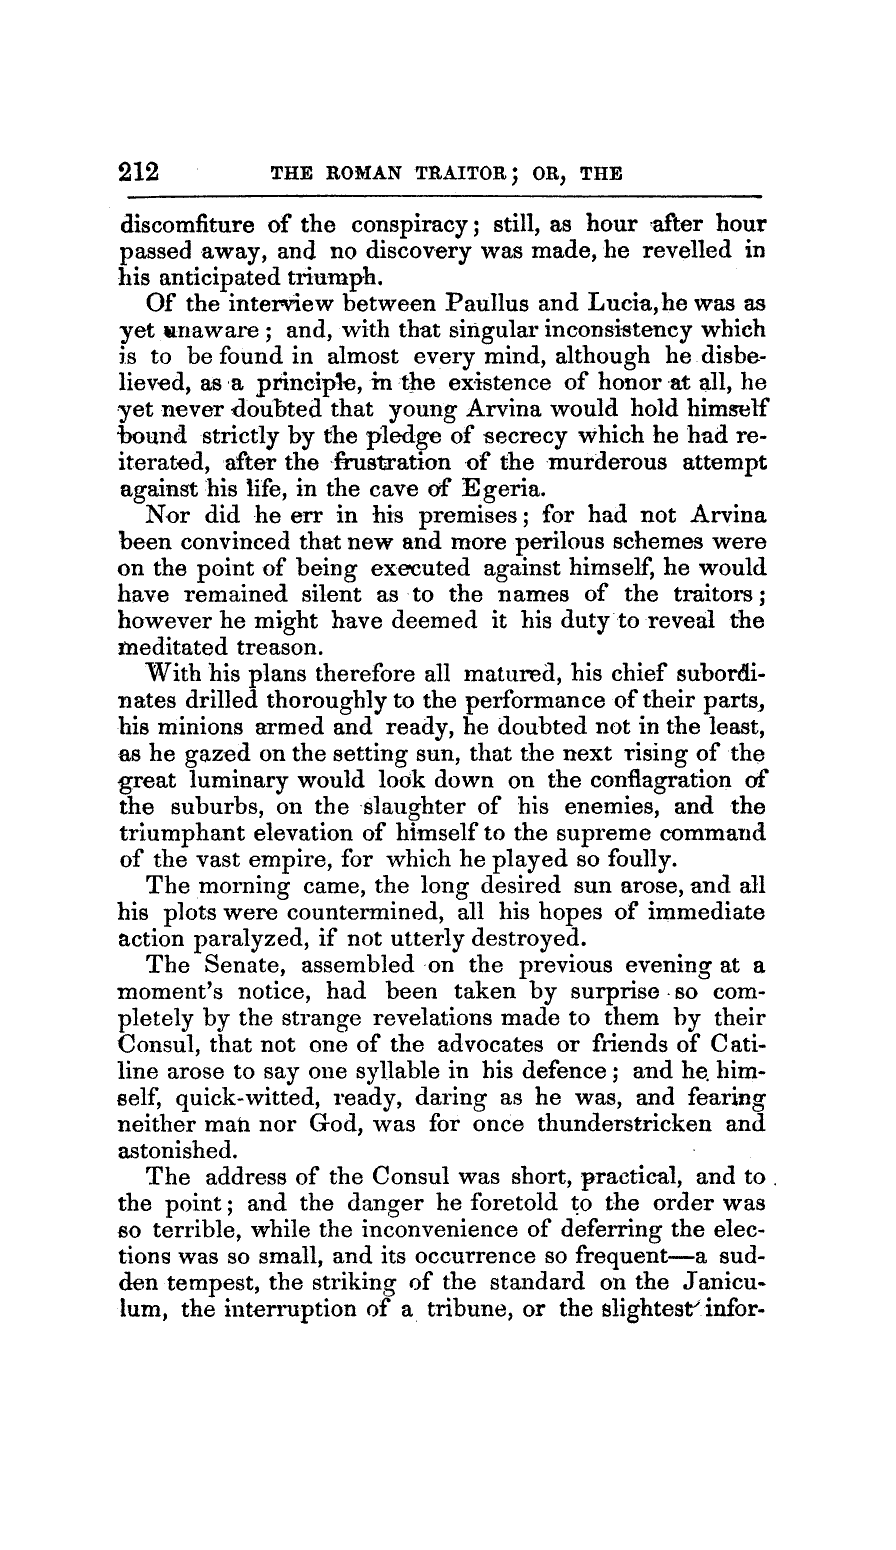 212 THE ROMAN TRAITOR; OR, THE
discomfiture of the conspiracy; still, as hour after hour
passed away, and no discovery was made, he revelled in
his anticipated triumph.
Of the interview between Paullus and Lucia, he was as
yet unaware; and, with that singular inconsistency which
is to be found in almost every mind, although he disbe-
lieved, as a principle, in the existence of honor at all, he
yet never doubted that young Arvina would hold himself
bound strictly by the pledge of secrecy which he had re-
iterated, after the frustration of the murderous attempt
against his life, in the cave of Egeria.
Nor did he err in his premises; for had not Arvina
been convinced that new and more perilous schemes were
on the point of being executed against himself, he would
have remained silent as to the names of the traitors;
however he might have deemed it his duty to reveal the
meditated treason.
With his plans therefore all matured, his chief subordi-
nates drilled thoroughly to the performance of their parts,
his minions armed and ready, he doubted not in the least,
as he gazed on the setting sun, that the next rising of the
great luminary would look down on the conflagration of
the suburbs, on the slaughter of his enemies, and the
triumphant elevation of himself to the supreme command
of the vast empire, for which he played so foully.
The morning came, the long desired sun arose, and all
his plots were countermined, all his hopes of immediate
action paralyzed, if not utterly destroyed.
The Senate, assembled on the previous evening at a
moment's notice, had been taken by surprise so com-
pletely by the strange revelations made to them by their
Consul, that not one of the advocates or friends of Cati-
line arose to say one syllable in his defence; and he him-
self, quick-witted, ready, daring as he was, and fearing
neither man nor God, was for once thunderstricken and
astonished.
The address of the Consul was short, practical, and to
the point; and the danger he foretold to the order was
so terrible, while the inconvenience of deferring the elec-
tions was so small, and its occurrence so frequent—a sud-
den tempest, the striking of the standard on the Janicu-
lum, the interruption of a tribune, or the slightest infor-